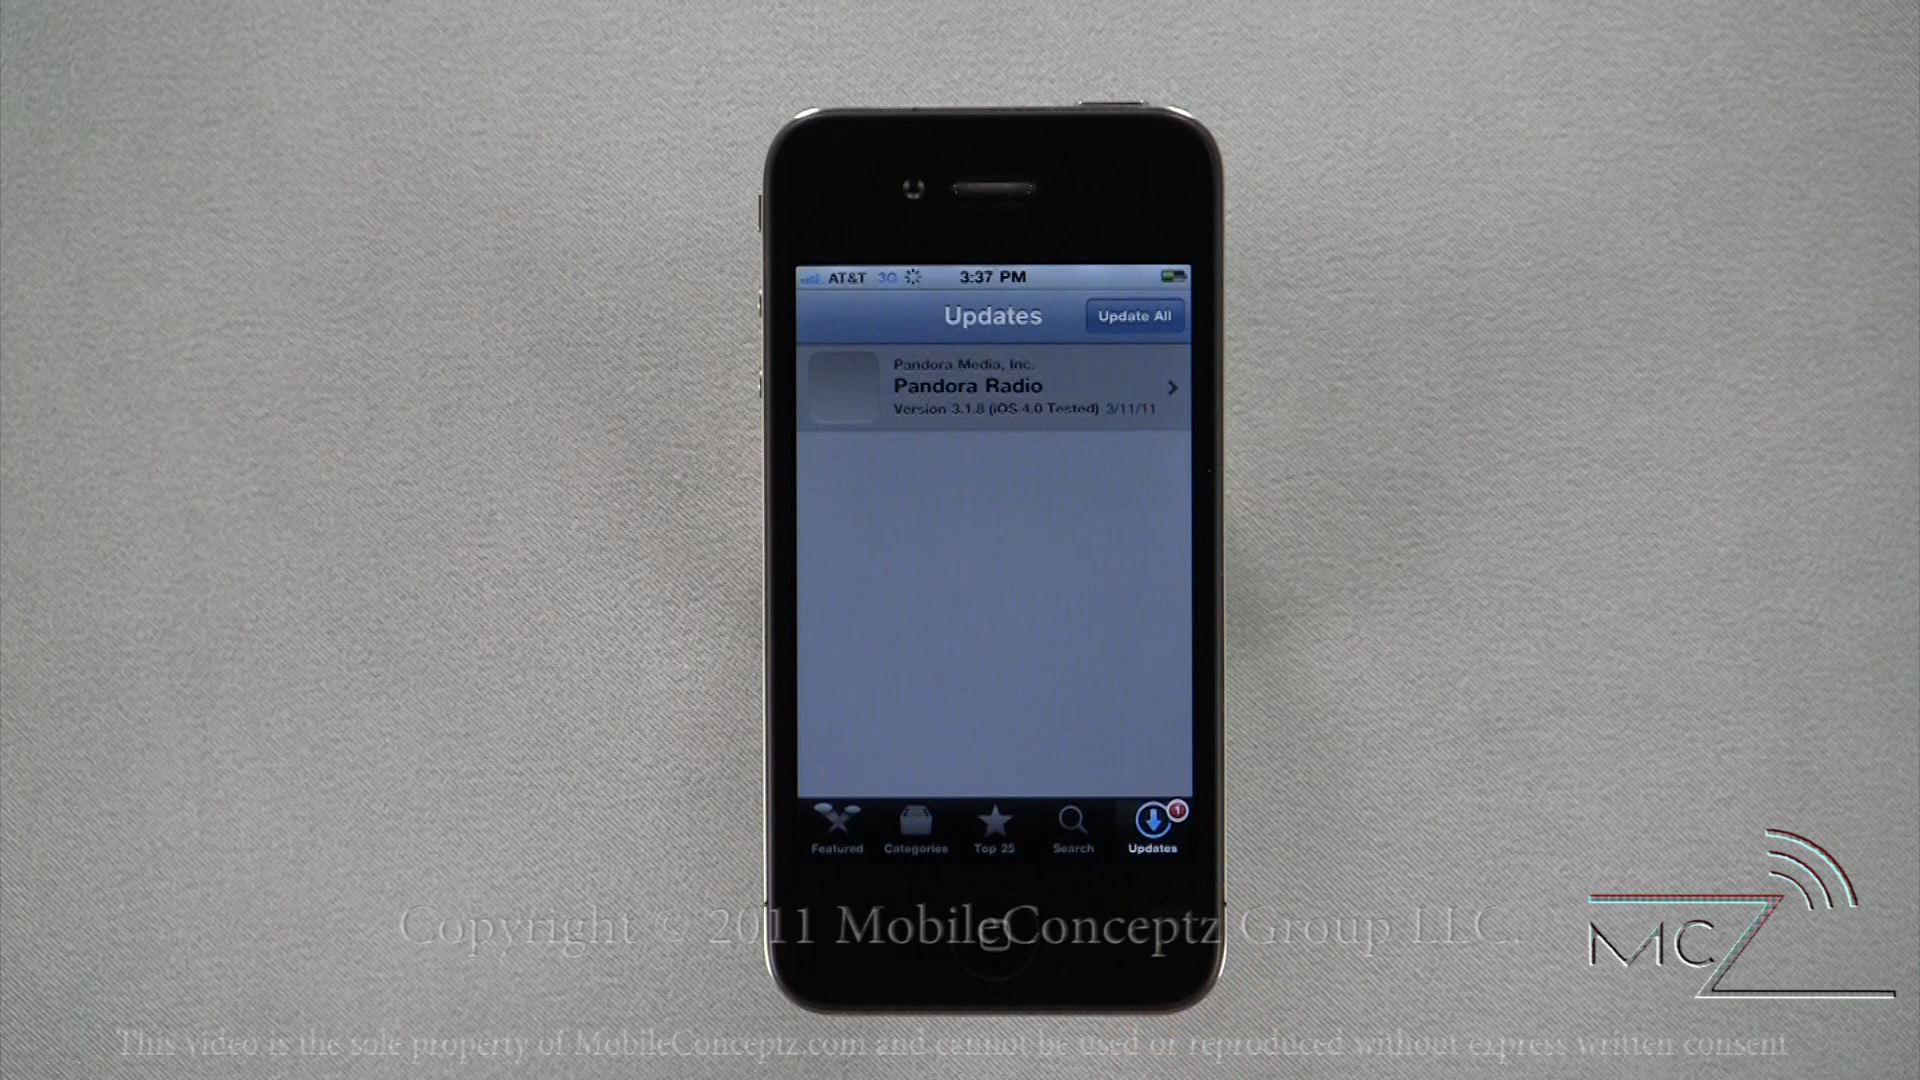 AT&T 3G 3:37 PM
Updates
Update All
Pandora Media, Inc.
Pandora Radio
Version 3.1.8 (iOS 4.0 Tested) 3/11/11
1
Featured Categories Top 25 Search Updates
Copyright © 2011 MobileConceptz Group LLC.
MCZ
This video is the sole property of MobileConceptz.com and cannot be used or reproduced without express written consent